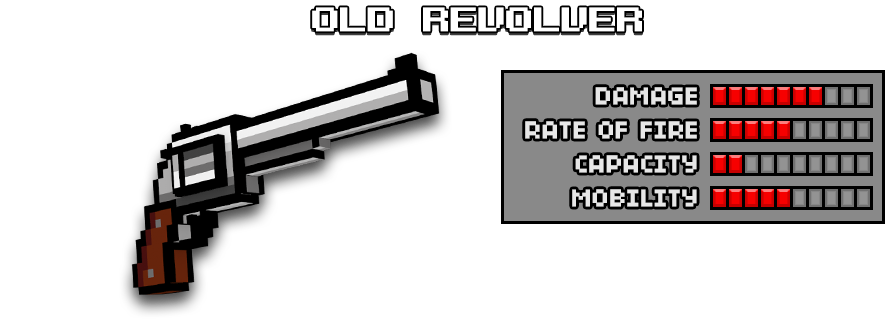 OLD REVOLVER
DAMAGE
RATE OF FIRE
CAPACITY
MOBILITY